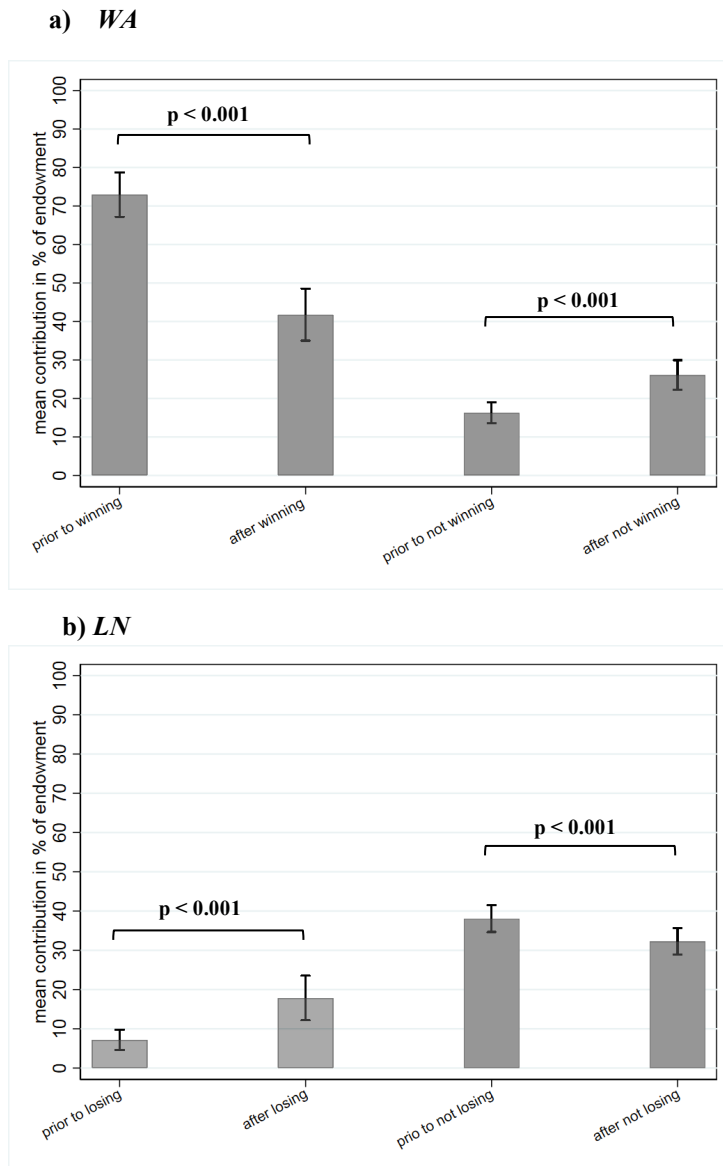 a) WA
mean contribution in % of endowment
100
90
80
70
60
50
40
30
20
10
0
p < 0.001
p < 0.001
prior to winning
after winning
prior to not winning
after not winning
b) LN
mean contribution in % of endowment
100
90
80
70
60
50
40
30
20
10
0
p < 0.001
p < 0.001
prior to losing
after losing
prio to not losing
after not losing